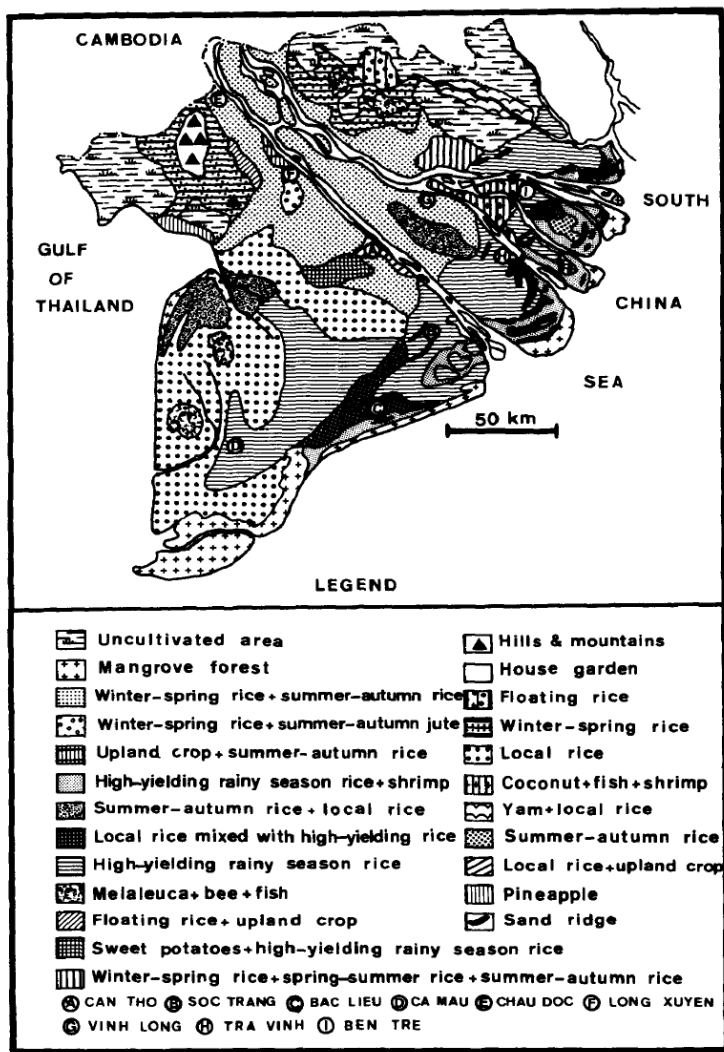 CAMBODIA
SOUTH
GULF
OF
THAILAND
CHINA
SEA
50 km
LEGEND
Uncultivated area
Hills & mountains
Mangrove forest
House garden
Winter-spring rice+summer-autumn rice
Floating rice
Winter-spring rice+summer-autumn jute
Winter-spring rice
Upland crop+summer-autumn rice
Local rice
High-yielding rainy season rice+shrimp
Coconut+fish+shrimp
Summer-autumn rice+local rice
Yam+local rice
Local rice mixed with high-yielding rice
Summer-autumn rice
High-yielding rainy season rice
Local rice+upland crop
Melaleuca+bee+fish
Pineapple
Floating rice+upland crop
Sand ridge
Sweet potatoes+high-yielding rainy season rice
Winter-spring rice+spring-summer rice+summer-autumn rice
Ⓐ CAN THO Ⓑ SOC TRANG Ⓒ BAC LIEU Ⓓ CA MAU Ⓔ CHAU DOC Ⓕ LONG XUYEN
Ⓖ VINH LONG Ⓗ TRA VINH Ⓘ BEN TRE